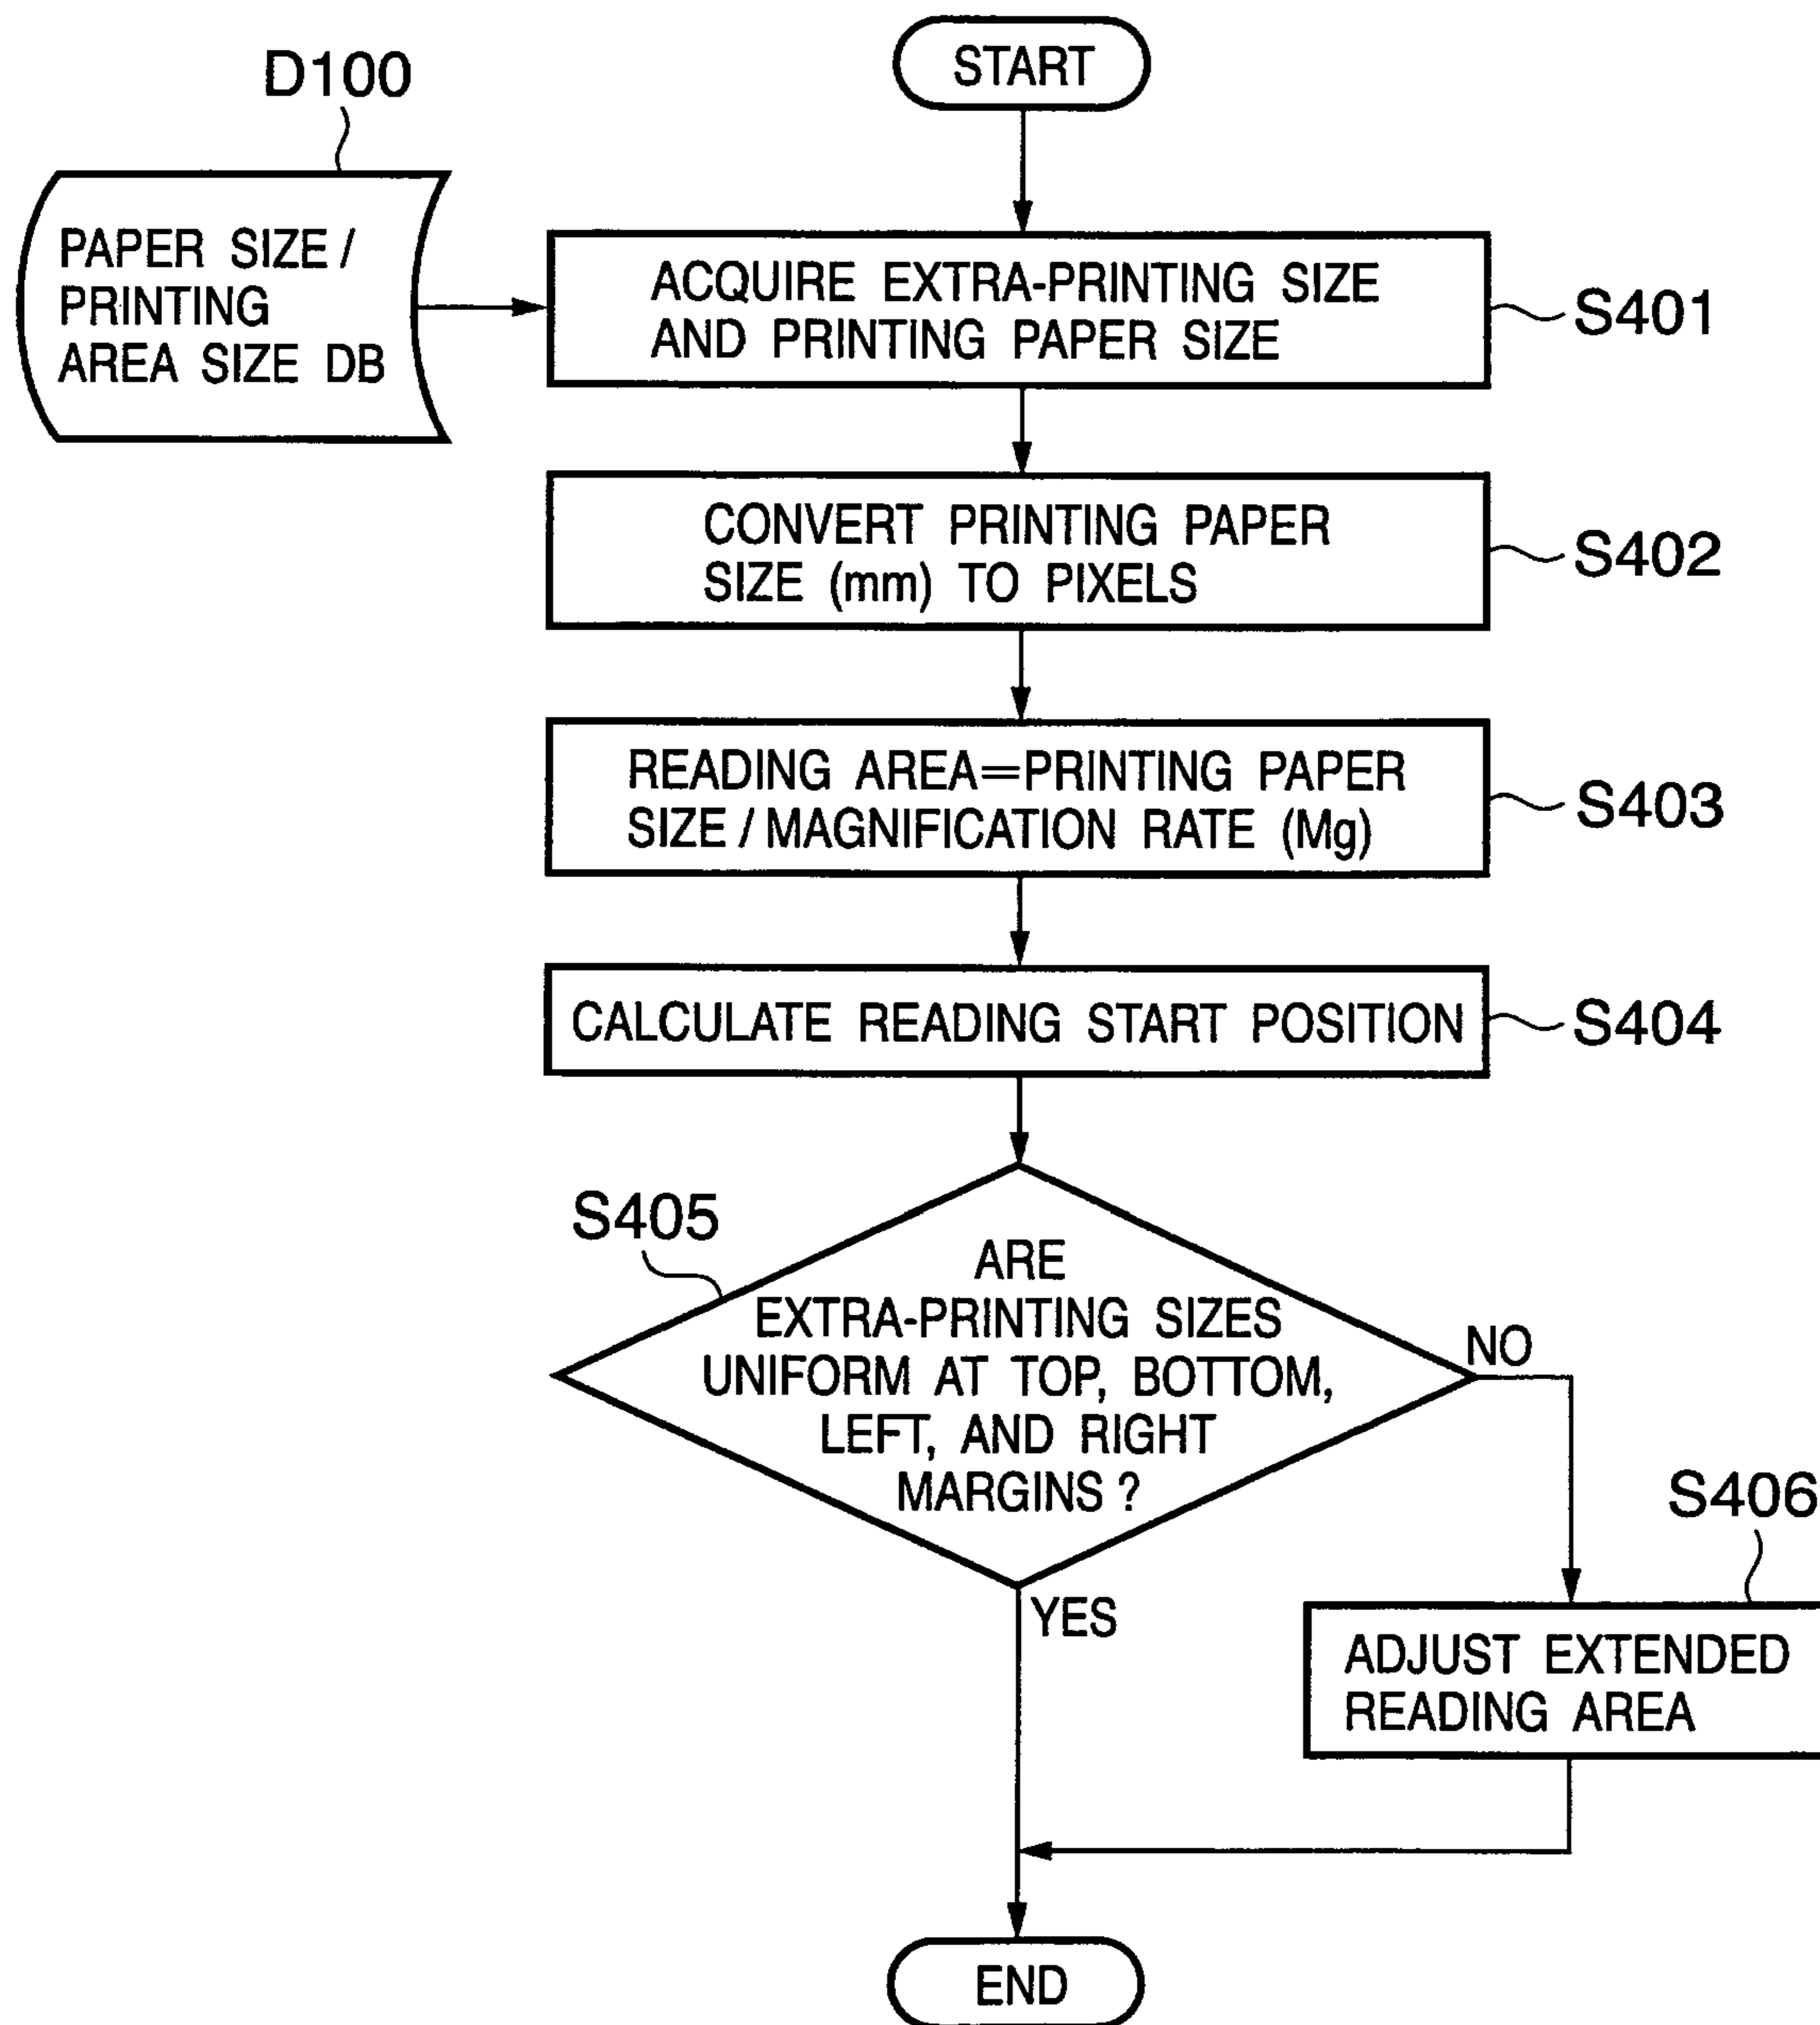 START
D100
PAPER SIZE /
PRINTING
AREA SIZE DB
ACQUIRE EXTRA-PRINTING SIZE
AND PRINTING PAPER SIZE
S401
CONVERT PRINTING PAPER
SIZE (mm) TO PIXELS
S402
READING AREA=PRINTING PAPER
SIZE / MAGNIFICATION RATE (Mg)
S403
CALCULATE READING START POSITION
S404
S405
ARE
EXTRA-PRINTING SIZES
UNIFORM AT TOP, BOTTOM,
LEFT, AND RIGHT
MARGINS ?
NO
YES
S406
ADJUST EXTENDED
READING AREA
END